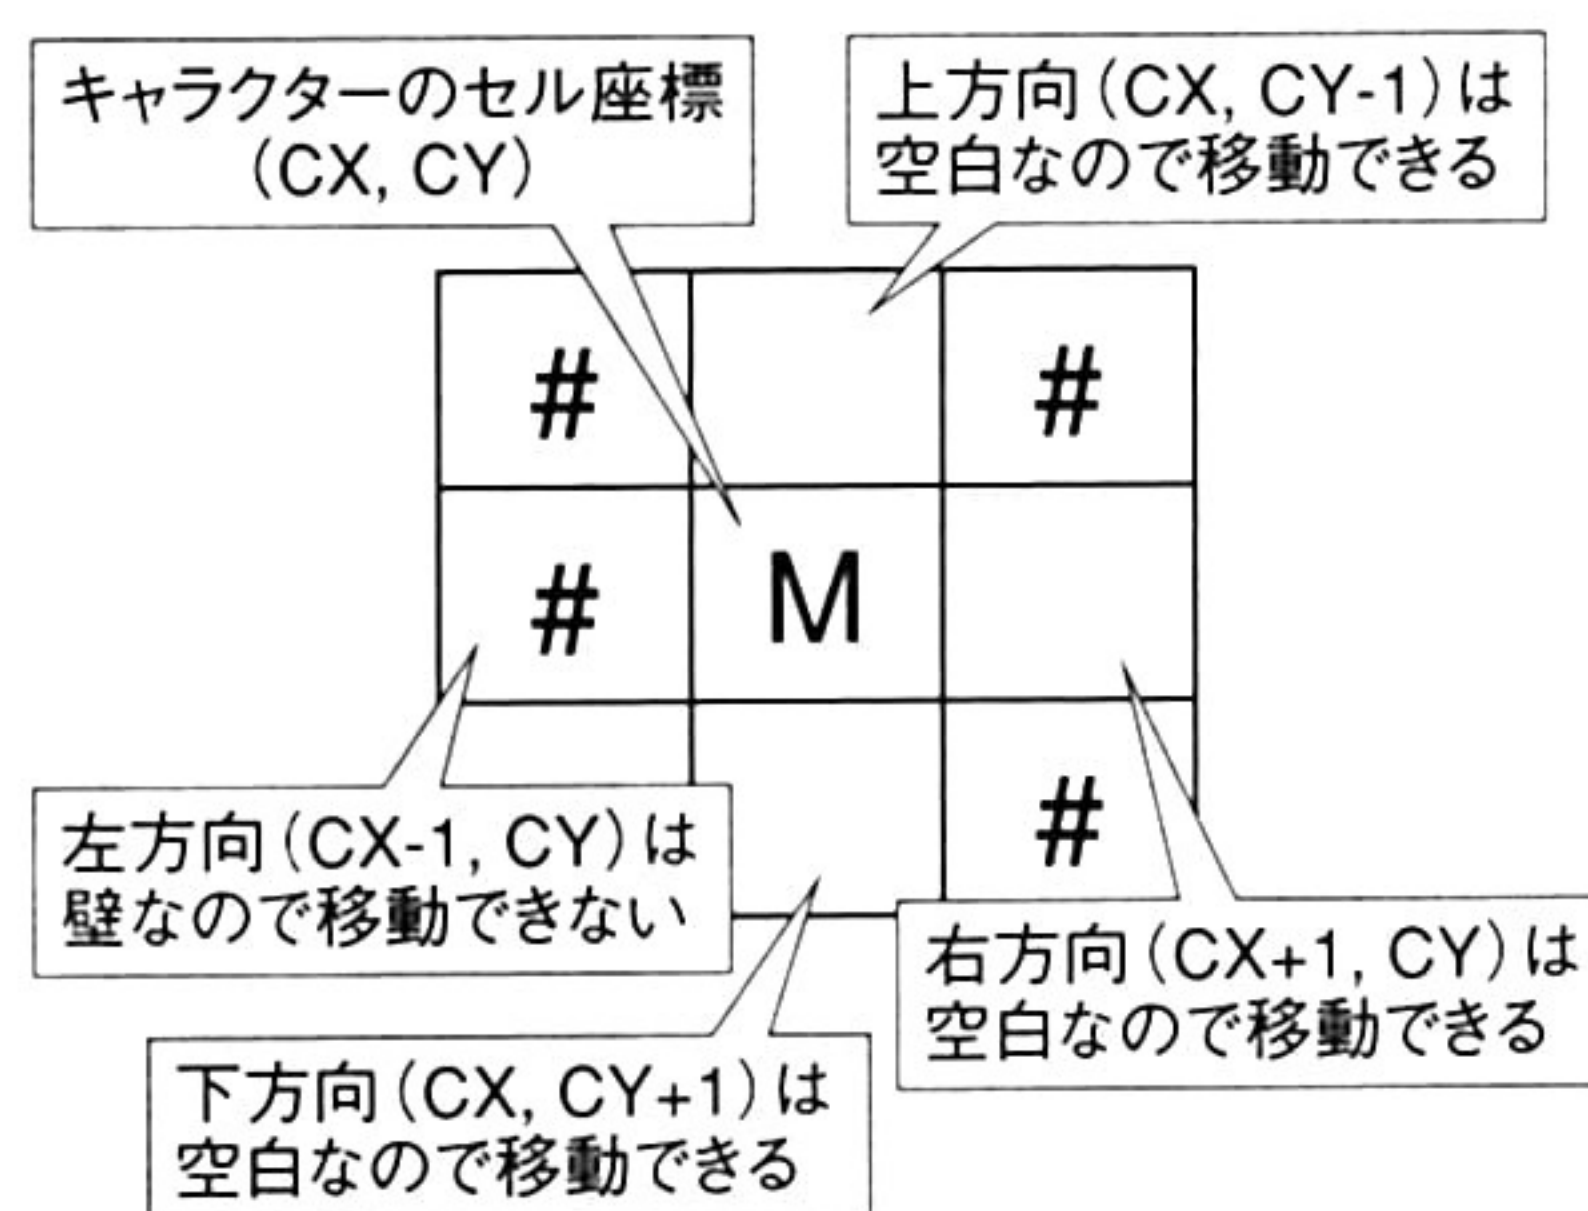 キャラクターのセル座標
(CX, CY)
上方向(CX, CY-1)は
空白なので移動できる
#
#
#
M
左方向(CX-1, CY)は
壁なので移動できない
#
右方向(CX+1, CY)は
空白なので移動できる
下方向(CX, CY+1)は
空白なので移動できる